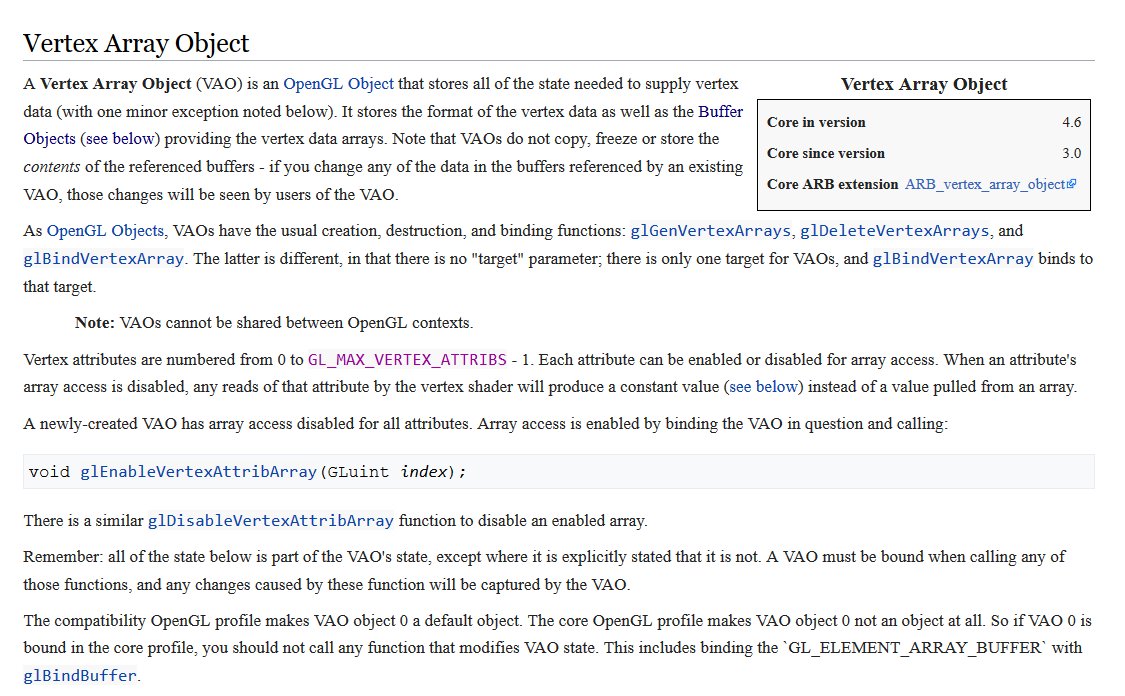 Vertex Array Object
A Vertex Array Object (VAO) is an OpenGL Object that stores all of the state needed to supply vertex
data (with one minor exception noted below). It stores the format of the vertex data as well as the Buffer
Objects (see below) providing the vertex data arrays. Note that VAOs do not copy, freeze or store the
contents of the referenced buffers - if you change any of the data in the buffers referenced by an existing
VAO, those changes will be seen by users of the VAO.
Vertex Array Object
Core in version 4.6
Core since version 3.0
Core ARB extension ARB_vertex_array_object
As OpenGL Objects, VAOs have the usual creation, destruction, and binding functions: glGenVertexArrays, glDeleteVertexArrays, and
glBindVertexArray. The latter is different, in that there is no "target" parameter; there is only one target for VAOs, and glBindVertexArray binds to
that target.
Note: VAOs cannot be shared between OpenGL contexts.
Vertex attributes are numbered from 0 to GL_MAX_VERTEX_ATTRIBS - 1. Each attribute can be enabled or disabled for array access. When an attribute's
array access is disabled, any reads of that attribute by the vertex shader will produce a constant value (see below) instead of a value pulled from an array.
A newly-created VAO has array access disabled for all attributes. Array access is enabled by binding the VAO in question and calling:
void glEnableVertexAttribArray(GLuint index);
There is a similar glDisableVertexAttribArray function to disable an enabled array.
Remember: all of the state below is part of the VAO's state, except where it is explicitly stated that it is not. A VAO must be bound when calling any of
those functions, and any changes caused by these function will be captured by the VAO.
The compatibility OpenGL profile makes VAO object 0 a default object. The core OpenGL profile makes VAO object 0 not an object at all. So if VAO 0 is
bound in the core profile, you should not call any function that modifies VAO state. This includes binding the `GL_ELEMENT_ARRAY_BUFFER` with
glBindBuffer.